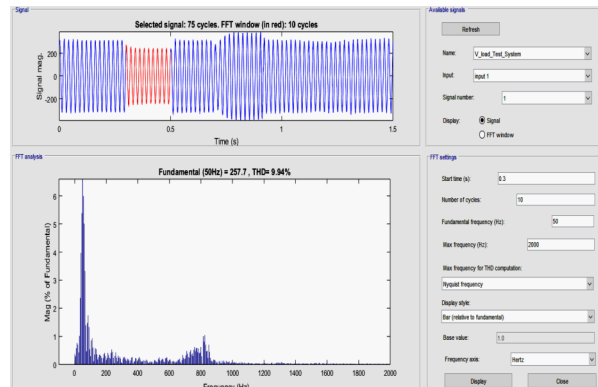 Signal
Selected signal: 75 cycles. FFT window (in red): 10 cycles
Signal mag.
200
0
-200
0
0.5
1
1.5
Time (s)
FFT analysis
Fundamental (50Hz) = 257.7 , THD= 9.94%
Mag (% of Fundamental)
6
5
4
3
2
1
0
0 200 400 600 800 1000 1200 1400 1600 1800 2000
Frequency (Hz)
Available signals
Refresh
Name: V_load_Test_System
Input: input 1
Signal number: 1
Display: Signal
FFT window
FFT settings
Start time (s): 0.3
Number of cycles: 10
Fundamental frequency (Hz): 50
Max frequency (Hz): 2000
Max frequency for THD computation:
Nyquist frequency
Display style:
Bar (relative to fundamental)
Base value: 1.0
Frequency axis: Hertz
Display Close